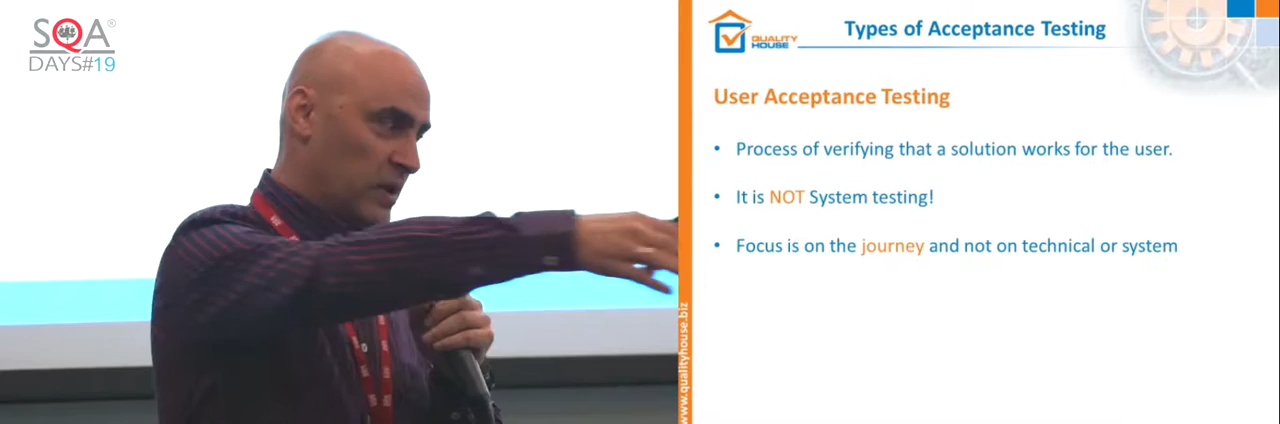 SQA®
DAYS#19
QUALITY
HOUSE
Types of Acceptance Testing
User Acceptance Testing
• Process of verifying that a solution works for the user.
• It is NOT System testing!
• Focus is on the journey and not on technical or system
www.qualityhouse.biz